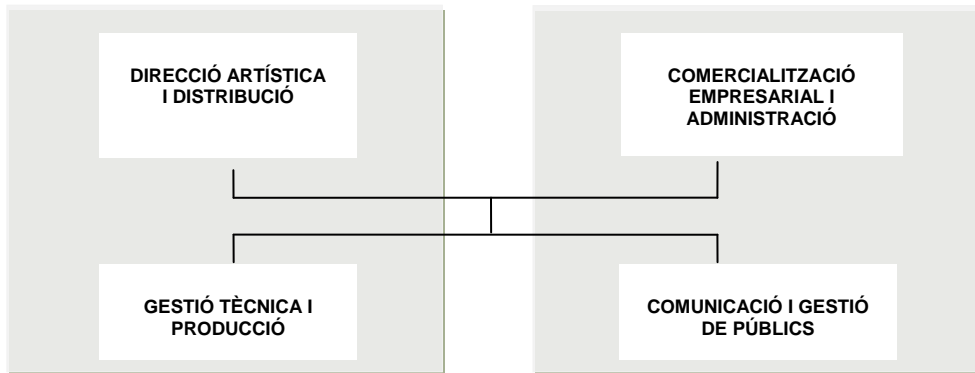 DIRECCIÓ ARTÍSTICA
I DISTRIBUCIÓ
COMERCIALITZACIÓ
EMPRESARIAL I
ADMINISTRACIÓ
GESTIÓ TÈCNICA I
PRODUCCIÓ
COMUNICACIÓ I GESTIÓ
DE PÚBLICS